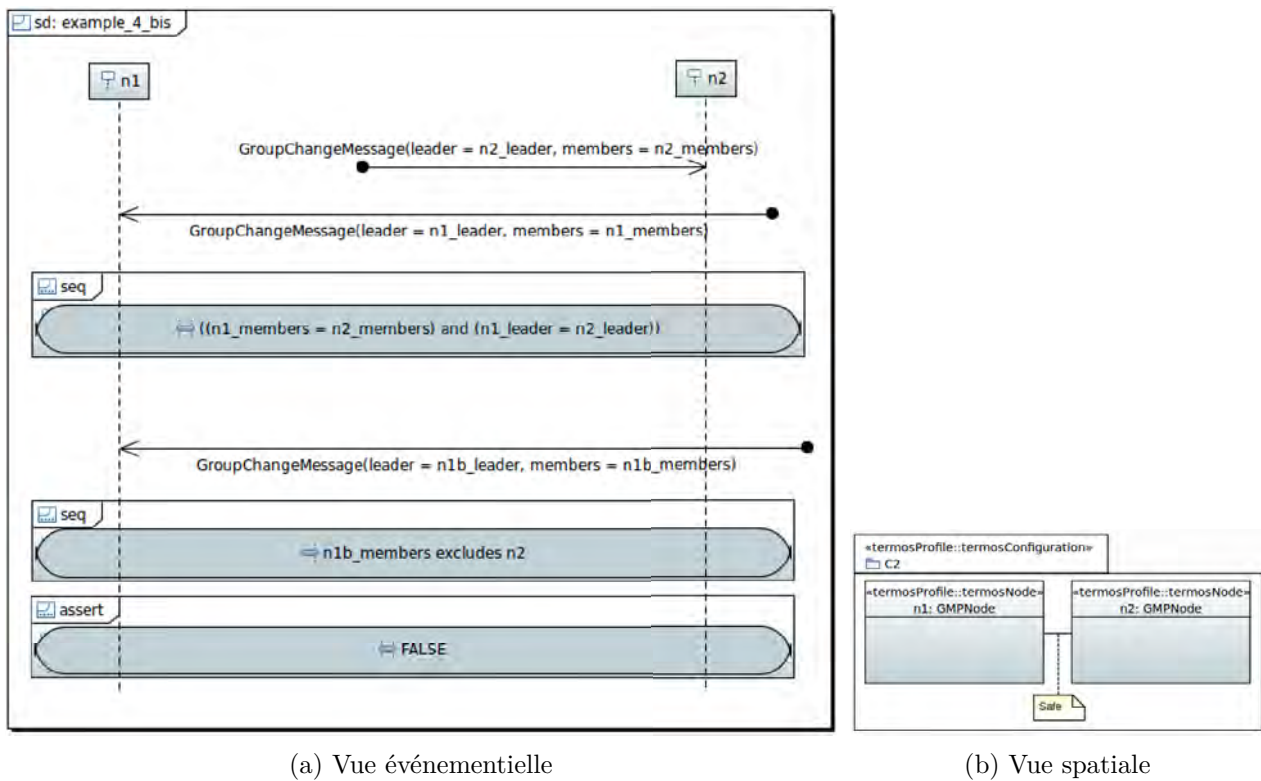 sd: example_4_bis
n1
n2
GroupChangeMessage(leader = n2_leader, members = n2_members)
GroupChangeMessage(leader = n1_leader, members = n1_members)
seq
((n1_members = n2_members) and (n1_leader = n2_leader))
GroupChangeMessage(leader = n1b_leader, members = n1b_members)
seq
n1b_members excludes n2
assert
FALSE
«termosProfile::termosConfiguration»
C2
«termosProfile::termosNode»
n1: GMPNode
«termosProfile::termosNode»
n2: GMPNode
Safe
(a) Vue événementielle
(b) Vue spatiale